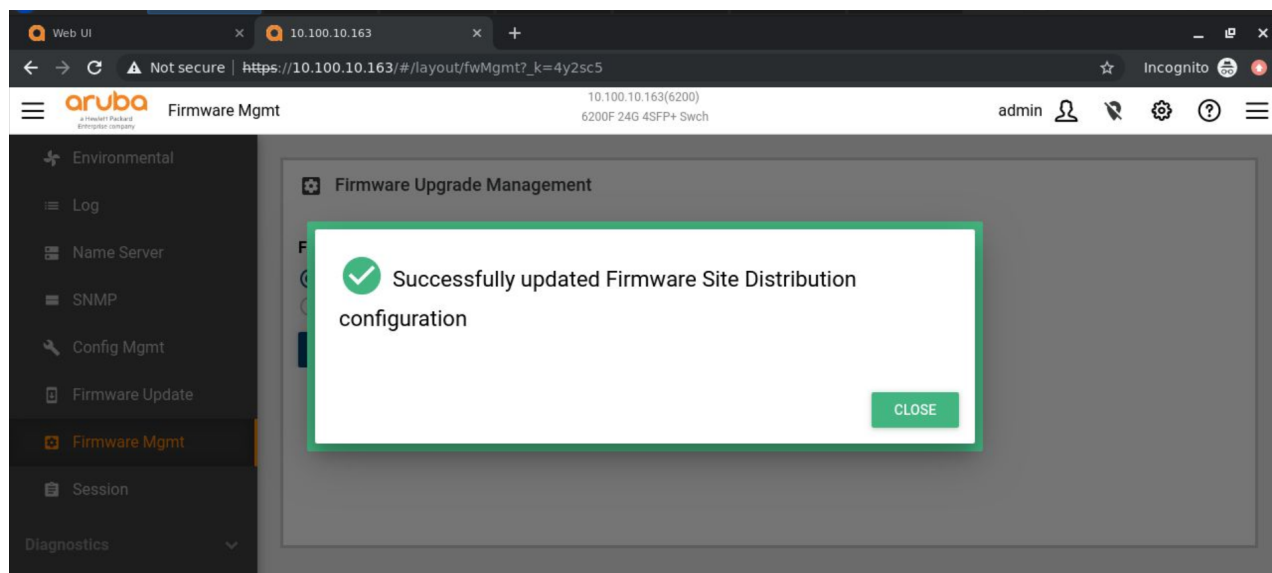 Web UI
10.100.10.163
Not secure
https://10.100.10.163/#/layout/fwMgmt?_k=4y2sc5
Incognito
aruba
a Hewlett Packard
Enterprise company
Firmware Mgmt
10.100.10.163(6200)
6200F 24G 4SFP+ Swch
admin
Environmental
Log
Name Server
SNMP
Config Mgmt
Firmware Update
Firmware Mgmt
Session
Diagnostics
Firmware Upgrade Management
F
Successfully updated Firmware Site Distribution
configuration
CLOSE